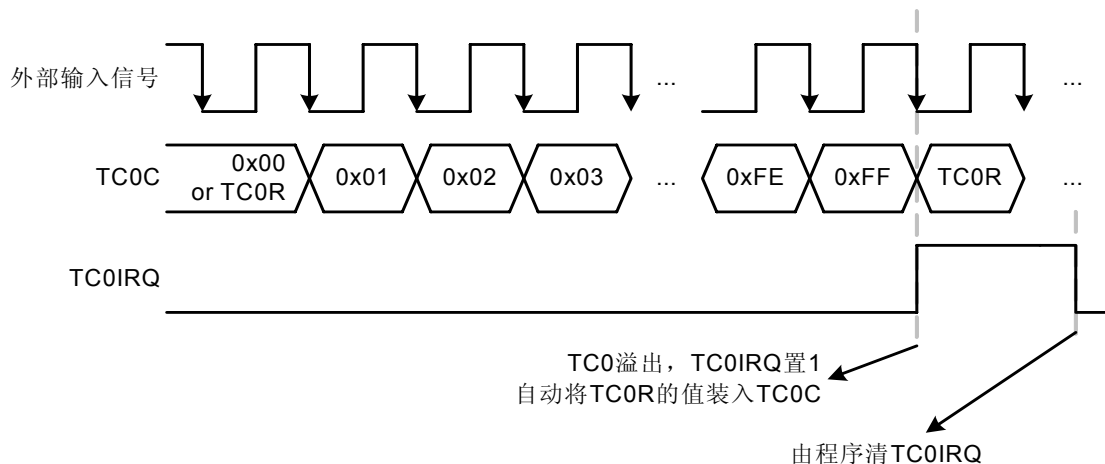 外部输入信号
...
...
TC0C
0x00
or TC0R
0x01
0x02
0x03
...
0xFE
0xFF
TC0R
...
TC0IRQ
TC0溢出，TC0IRQ置1
自动将TC0R的值装入TC0C
由程序清TC0IRQ